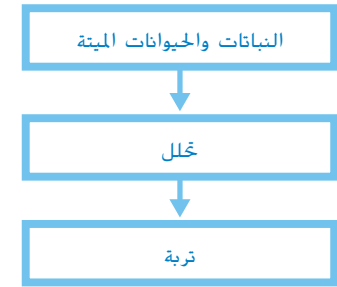 النباتات والحيوانات الميتة
تحلل
تربة